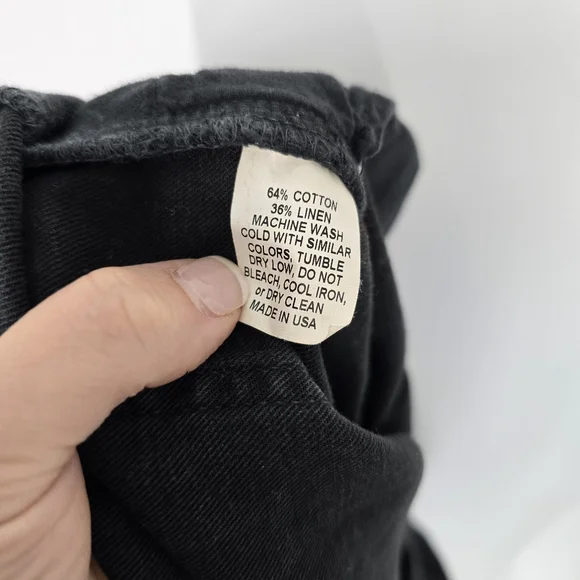 64% COTTON
36% LINEN
MACHINE WASH
COLD WITH SIMILAR
COLORS, TUMBLE
DRY LOW, DO NOT
BLEACH, COOL IRON,
or DRY CLEAN
MADE IN USA